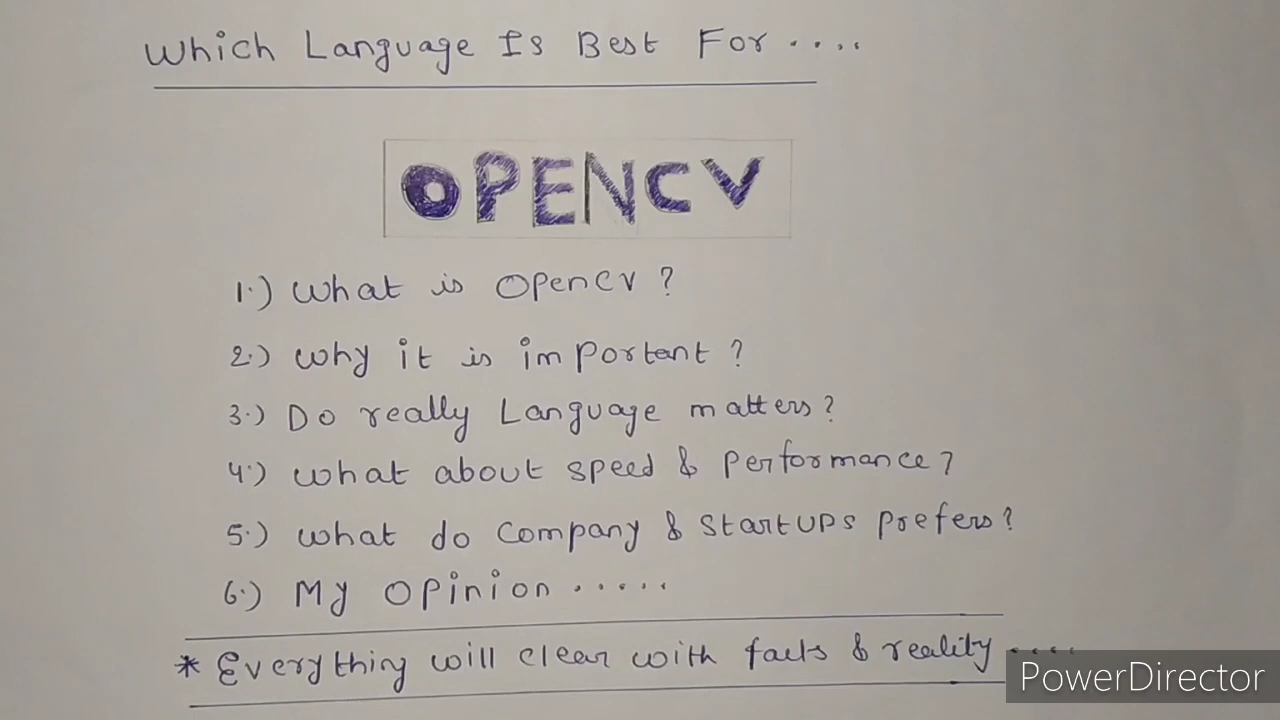 Which Language Is Best For ....
OPENCV
1.) What is Opencv ?
2.) Why it is important ?
3.) Do really Language matters ?
4.) What about speed & performance ?
5.) What do Company & Startups prefers ?
6.) My Opinion .....
* Everything will clear with facts & reality ....
PowerDirector